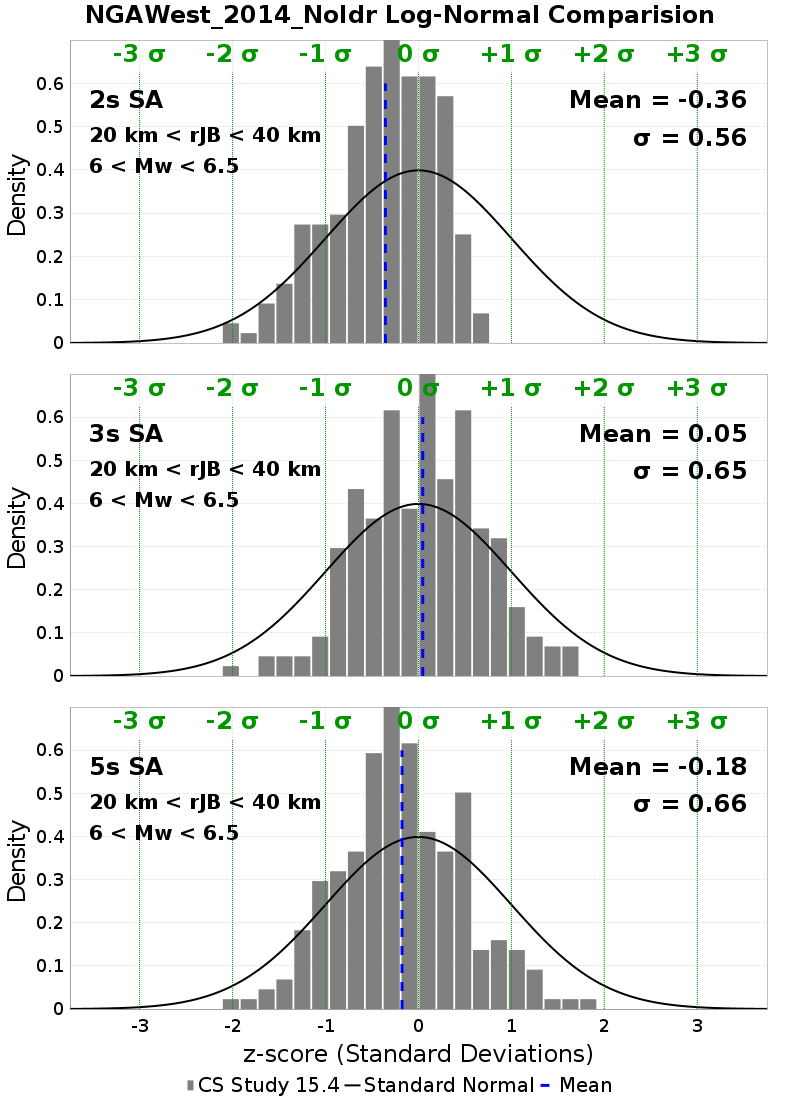 NGAWest_2014_NoIdr Log-Normal Comparision
-3 σ -2 σ -1 σ 0 σ +1 σ +2 σ +3 σ
2s SA
Mean = -0.36
20 km < rJB < 40 km
σ = 0.56
6 < Mw < 6.5
0.6
0.5
0.4
0.3
0.2
0.1
0
Density
-3 σ -2 σ -1 σ 0 σ +1 σ +2 σ +3 σ
3s SA
Mean = 0.05
20 km < rJB < 40 km
σ = 0.65
6 < Mw < 6.5
0.6
0.5
0.4
0.3
0.2
0.1
0
Density
-3 σ -2 σ -1 σ 0 σ +1 σ +2 σ +3 σ
5s SA
Mean = -0.18
20 km < rJB < 40 km
σ = 0.66
6 < Mw < 6.5
0.6
0.5
0.4
0.3
0.2
0.1
0
Density
-3 -2 -1 0 1 2 3
z-score (Standard Deviations)
CS Study 15.4 Standard Normal Mean